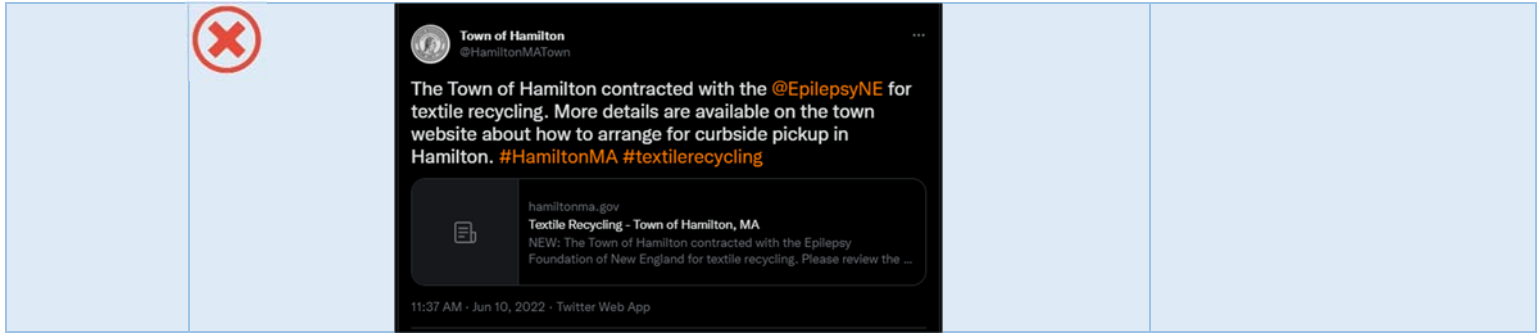 Town of Hamilton
@HamiltonMATown
The Town of Hamilton contracted with the @EpilepsyNE for
textile recycling. More details are available on the town
website about how to arrange for curbside pickup in
Hamilton. #HamiltonMA #textilerecycling
hamiltonma.gov
Textile Recycling - Town of Hamilton, MA
NEW: The Town of Hamilton contracted with the Epilepsy
Foundation of New England for textile recycling. Please review the ...
11:37 AM · Jun 10, 2022 · Twitter Web App